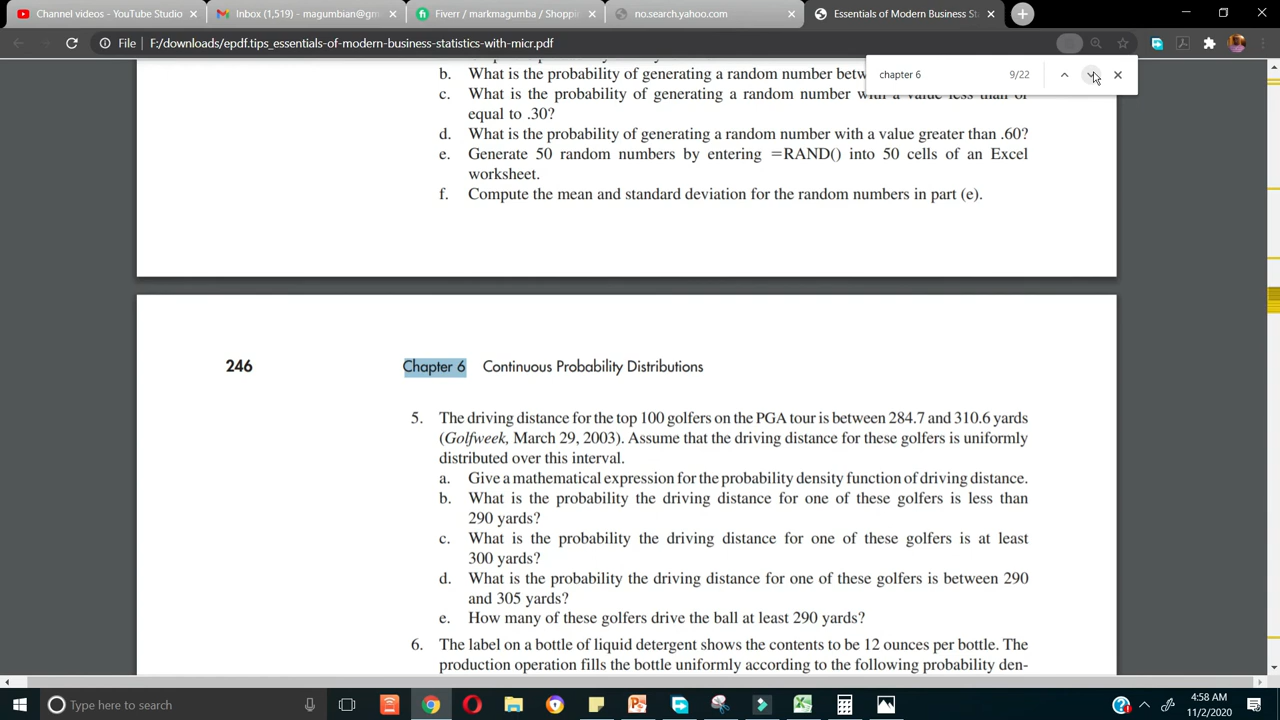 Channel videos - YouTube Studio
Inbox (1,519) - magumbian@gm
Fiverr / markmagumba / Shoppi
no.search.yahoo.com
Essentials of Modern Business St
File
F:/downloads/epdf.tips_essentials-of-modern-business-statistics-with-micr.pdf
chapter 6
9/22
b. What is the probability of generating a random number
c. What is the probability of generating a random number with a value less than or
equal to .30?
d. What is the probability of generating a random number with a value greater than .60?
e. Generate 50 random numbers by entering =RAND() into 50 cells of an Excel
worksheet.
f. Compute the mean and standard deviation for the random numbers in part (e).
246 Chapter 6 Continuous Probability Distributions
5. The driving distance for the top 100 golfers on the PGA tour is between 284.7 and 310.6 yards
(Golfweek, March 29, 2003). Assume that the driving distance for these golfers is uniformly
distributed over this interval.
a. Give a mathematical expression for the probability density function of driving distance.
b. What is the probability the driving distance for one of these golfers is less than
290 yards?
c. What is the probability the driving distance for one of these golfers is at least
300 yards?
d. What is the probability the driving distance for one of these golfers is between 290
and 305 yards?
e. How many of these golfers drive the ball at least 290 yards?
6. The label on a bottle of liquid detergent shows the contents to be 12 ounces per bottle. The
production operation fills the bottle uniformly according to the following probability den-
Type here to search
4:58 AM
11/2/2020